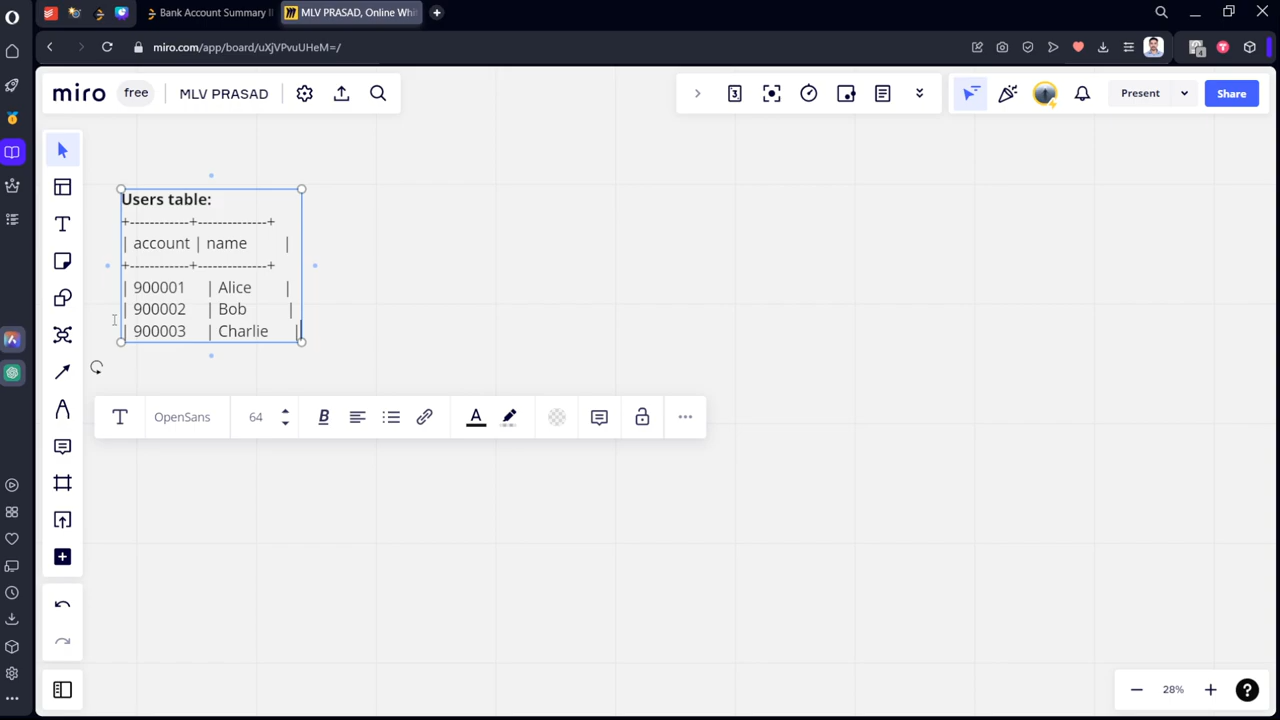 Bank Account Summary I
MLV PRASAD, Online Whi
miro.com/app/board/uXjVPvuUHeM=/
miro free MLV PRASAD
3 Present Share
Users table:
+------------+--------------+
| account | name |
+------------+--------------+
| 900001 | Alice |
| 900002 | Bob |
| 900003 | Charlie |
T OpenSans 64 B A
28% ?